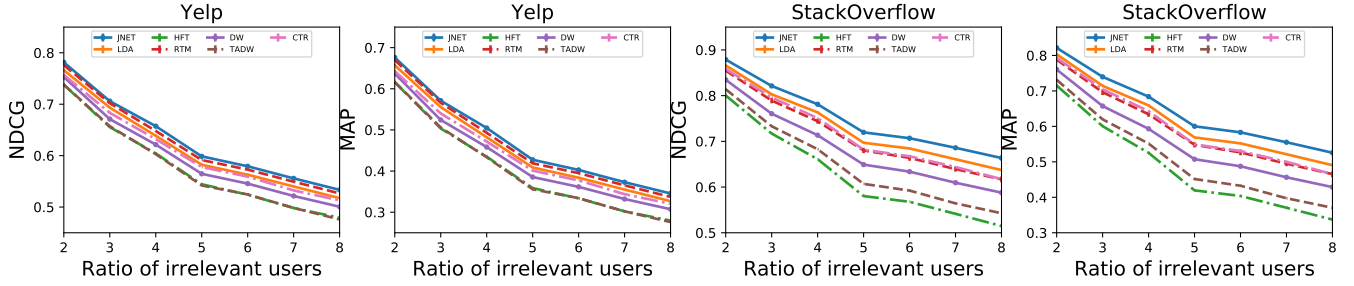 Yelp
JNET HFT DW CTR
LDA RTM TADW
NDCG
0.8
0.7
0.6
0.5
2 3 4 5 6 7 8
Ratio of irrelevant users
Yelp
JNET HFT DW CTR
LDA RTM TADW
MAP
0.7
0.6
0.5
0.4
0.3
2 3 4 5 6 7 8
Ratio of irrelevant users
StackOverflow
JNET HFT DW CTR
LDA RTM TADW
NDCG
0.9
0.8
0.7
0.6
0.5
2 3 4 5 6 7 8
Ratio of irrelevant users
StackOverflow
JNET HFT DW CTR
LDA RTM TADW
MAP
0.8
0.7
0.6
0.5
0.4
0.3
2 3 4 5 6 7 8
Ratio of irrelevant users